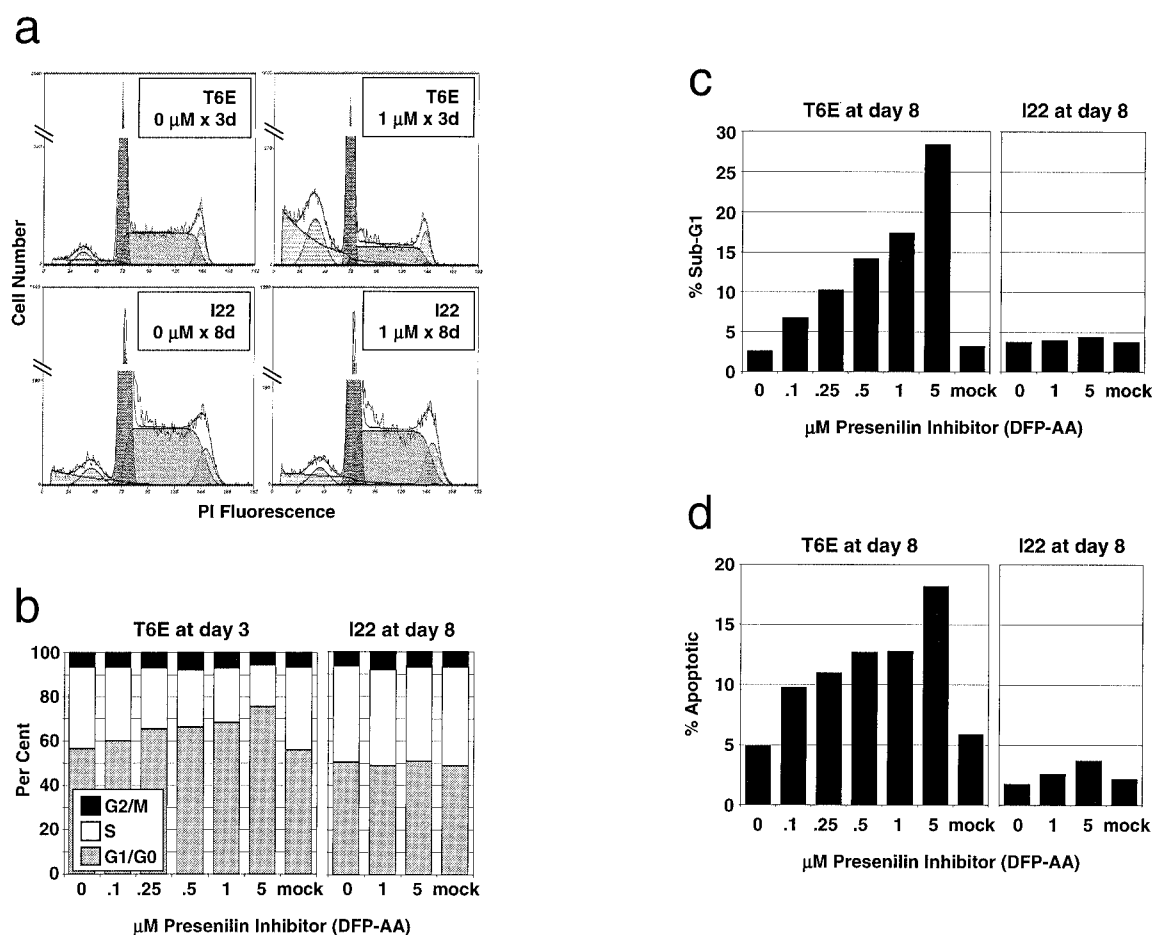 a
T6E
0 µM x 3d
T6E
1 µM x 3d
I22
0 µM x 8d
I22
1 µM x 8d
Cell Number
PI Fluorescence
b
T6E at day 3
I22 at day 8
100
80
60
40
20
0
Per Cent
G2/M
S
G1/G0
0 .1 .25 .5 1 5 mock
0 1 5 mock
µM Presenilin Inhibitor (DFP-AA)
c
T6E at day 8
I22 at day 8
30
25
20
15
10
5
0
% Sub-G1
0 .1 .25 .5 1 5 mock
0 1 5 mock
µM Presenilin Inhibitor (DFP-AA)
d
T6E at day 8
I22 at day 8
20
15
10
5
0
% Apoptotic
0 .1 .25 .5 1 5 mock
0 1 5 mock
µM Presenilin Inhibitor (DFP-AA)